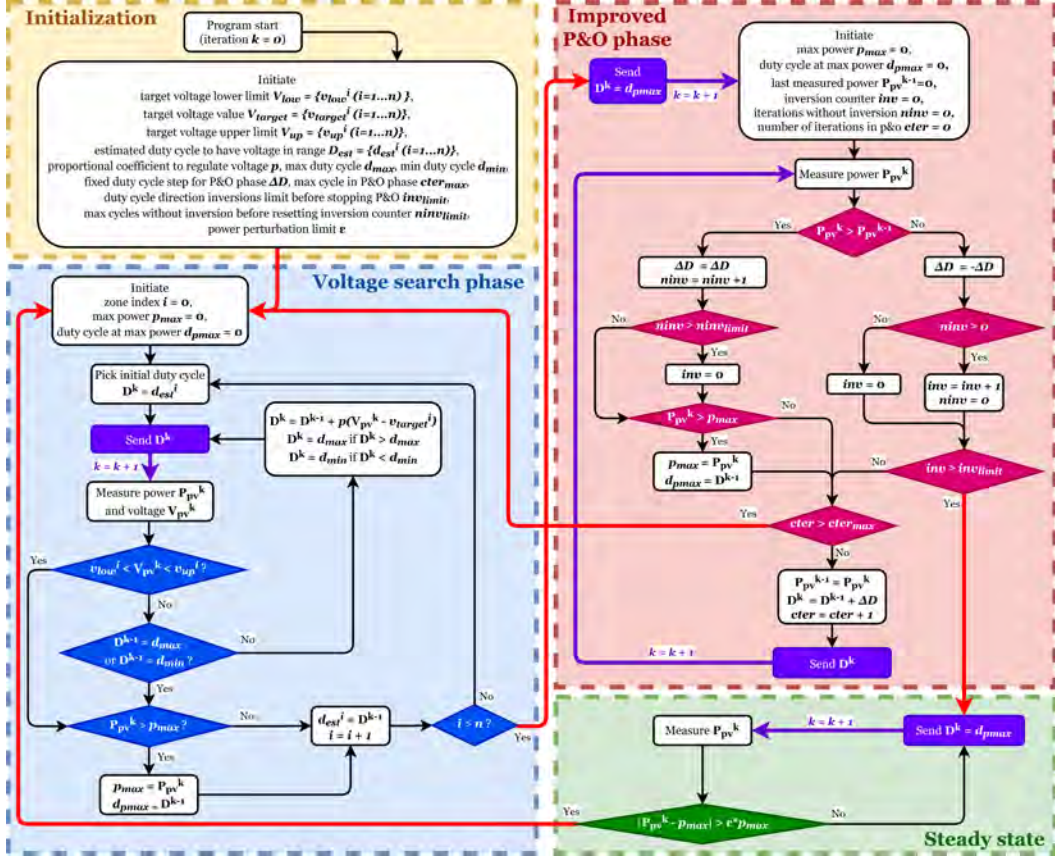 Initialization
Program start
(iteration k = 0)
Initiate
target voltage lower limit V_low = {v_low^i (i=1...n) },
target voltage value V_target = {v_target^i (i=1...n)},
target voltage upper limit V_up = {v_up^i (i=1...n)},
estimated duty cycle to have voltage in range D_est = {d_est^i (i=1...n)},
proportional coefficient to regulate voltage p, max duty cycle d_max, min duty cycle d_min,
fixed duty cycle step for P&O phase ΔD, max cycle in P&O phase cter_max,
duty cycle direction inversions limit before stopping P&O inv_limit,
max cycles without inversion before resetting inversion counter ninv_limit,
power perturbation limit ε
Voltage search phase
Initiate
zone index i = 0,
max power p_max = 0,
duty cycle at max power d_pmax = 0
Pick initial duty cycle
D^k = d_est^i
Send D^k
k = k + 1
D^k = D^k-1 + p(V_pv^k - v_target^i)
D^k = d_max if D^k > d_max
D^k = d_min if D^k < d_min
Measure power P_pv^k
and voltage V_pv^k
v_low^i < V_pv^k < v_up^i ?
Yes
No
D^k-1 = d_max
or D^k-1 = d_min ?
No
Yes
P_pv^k > p_max ?
No
Yes
p_max = P_pv^k
d_pmax = D^k-1
d_est^i = D^k-1
i = i + 1
i > n ?
No
Yes
Improved
P&O phase
Send
D^k = d_pmax
k = k + 1
Initiate
max power p_max = 0,
duty cycle at max power d_pmax = 0,
last measured power P_pv^k-1=0,
inversion counter inv = 0,
iterations without inversion ninv = 0,
number of iterations in p&o cter = 0
Measure power P_pv^k
P_pv^k > P_pv^k-1
Yes
No
ΔD = ΔD
ninv = ninv +1
ΔD = -ΔD
ninv > ninv_limit
No
Yes
ninv > 0
No
Yes
inv = 0
inv = 0
inv = inv + 1
ninv = 0
P_pv^k > p_max
No
Yes
p_max = P_pv^k
d_pmax = D^k-1
inv > inv_limit
No
Yes
cter > cter_max
Yes
No
P_pv^k-1 = P_pv^k
D^k = D^k-1 + ΔD
cter = cter + 1
Send D^k
k = k + 1
Measure P_pv^k
k = k + 1
Send D^k = d_pmax
|P_pv^k - p_max| > ε*p_max
Yes
No
Steady state